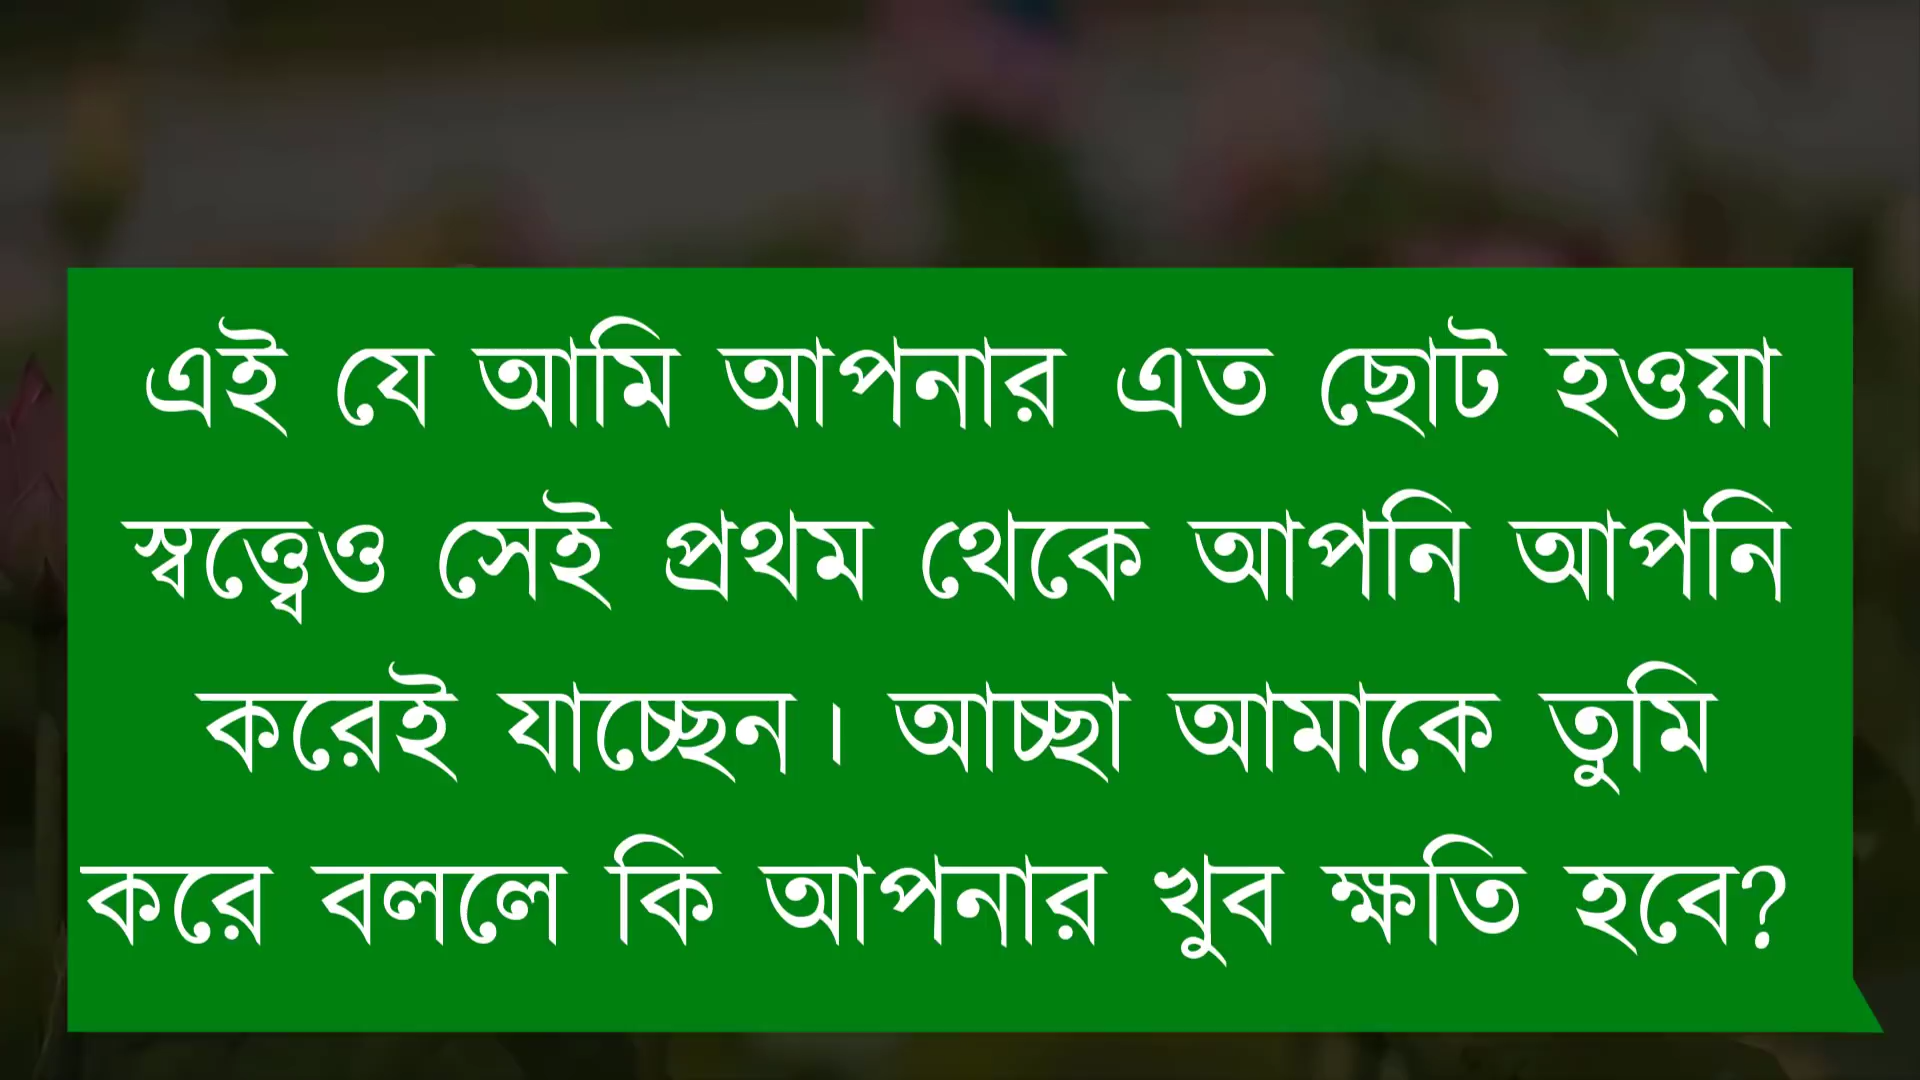 এই যে আমি আপনার এত ছোট হওয়া
স্বত্ত্বেও সেই প্রথম থেকে আপনি আপনি
করেই যাচ্ছেন। আচ্ছা আমাকে তুমি
করে বললে কি আপনার খুব ক্ষতি হবে?